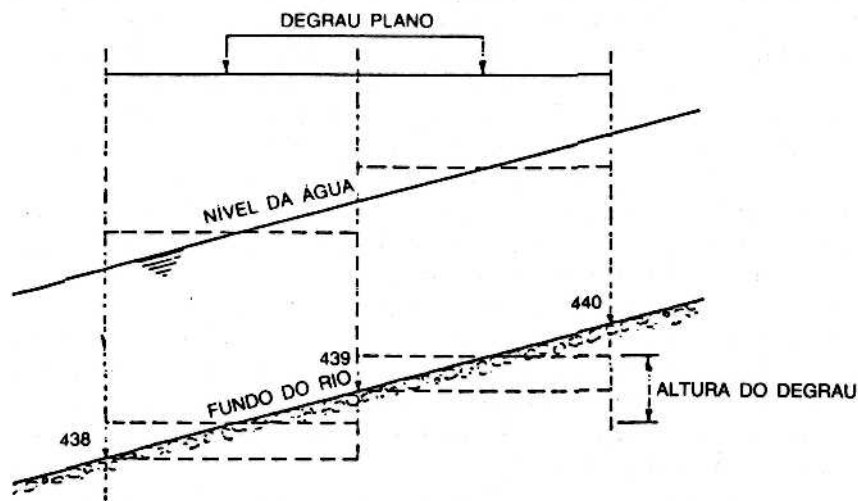 DEGRAU PLANO
NÍVEL DA ÁGUA
440
439
ALTURA DO DEGRAU
FUNDO DO RIO
438